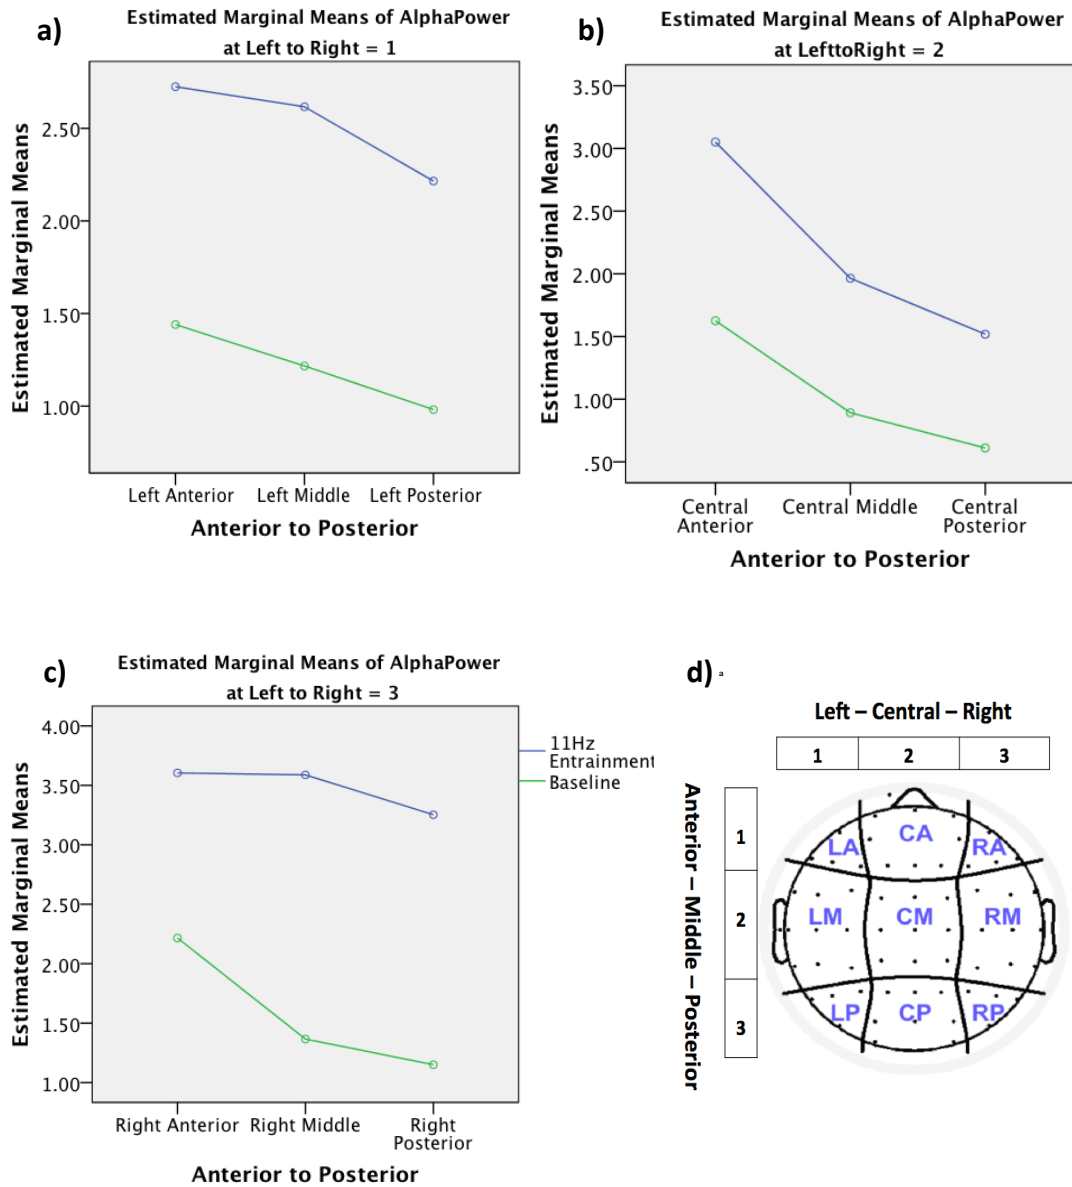 a)
Estimated Marginal Means of AlphaPower
at Left to Right = 1
Estimated Marginal Means
2.50
2.00
1.50
1.00
Left Anterior
Left Middle
Left Posterior
Anterior to Posterior
b)
Estimated Marginal Means of AlphaPower
at LefttoRight = 2
Estimated Marginal Means
3.50
3.00
2.50
2.00
1.50
1.00
.50
Central
Anterior
Central Middle
Central
Posterior
Anterior to Posterior
c)
Estimated Marginal Means of AlphaPower
at Left to Right = 3
Estimated Marginal Means
4.00
3.50
3.00
2.50
2.00
1.50
1.00
Right Anterior
Right Middle
Right
Posterior
Anterior to Posterior
11Hz
Entrainment
Baseline
d) a
Left – Central – Right
1 2 3
Anterior – Middle – Posterior
1
2
3
LA CA RA
LM CM RM
LP CP RP